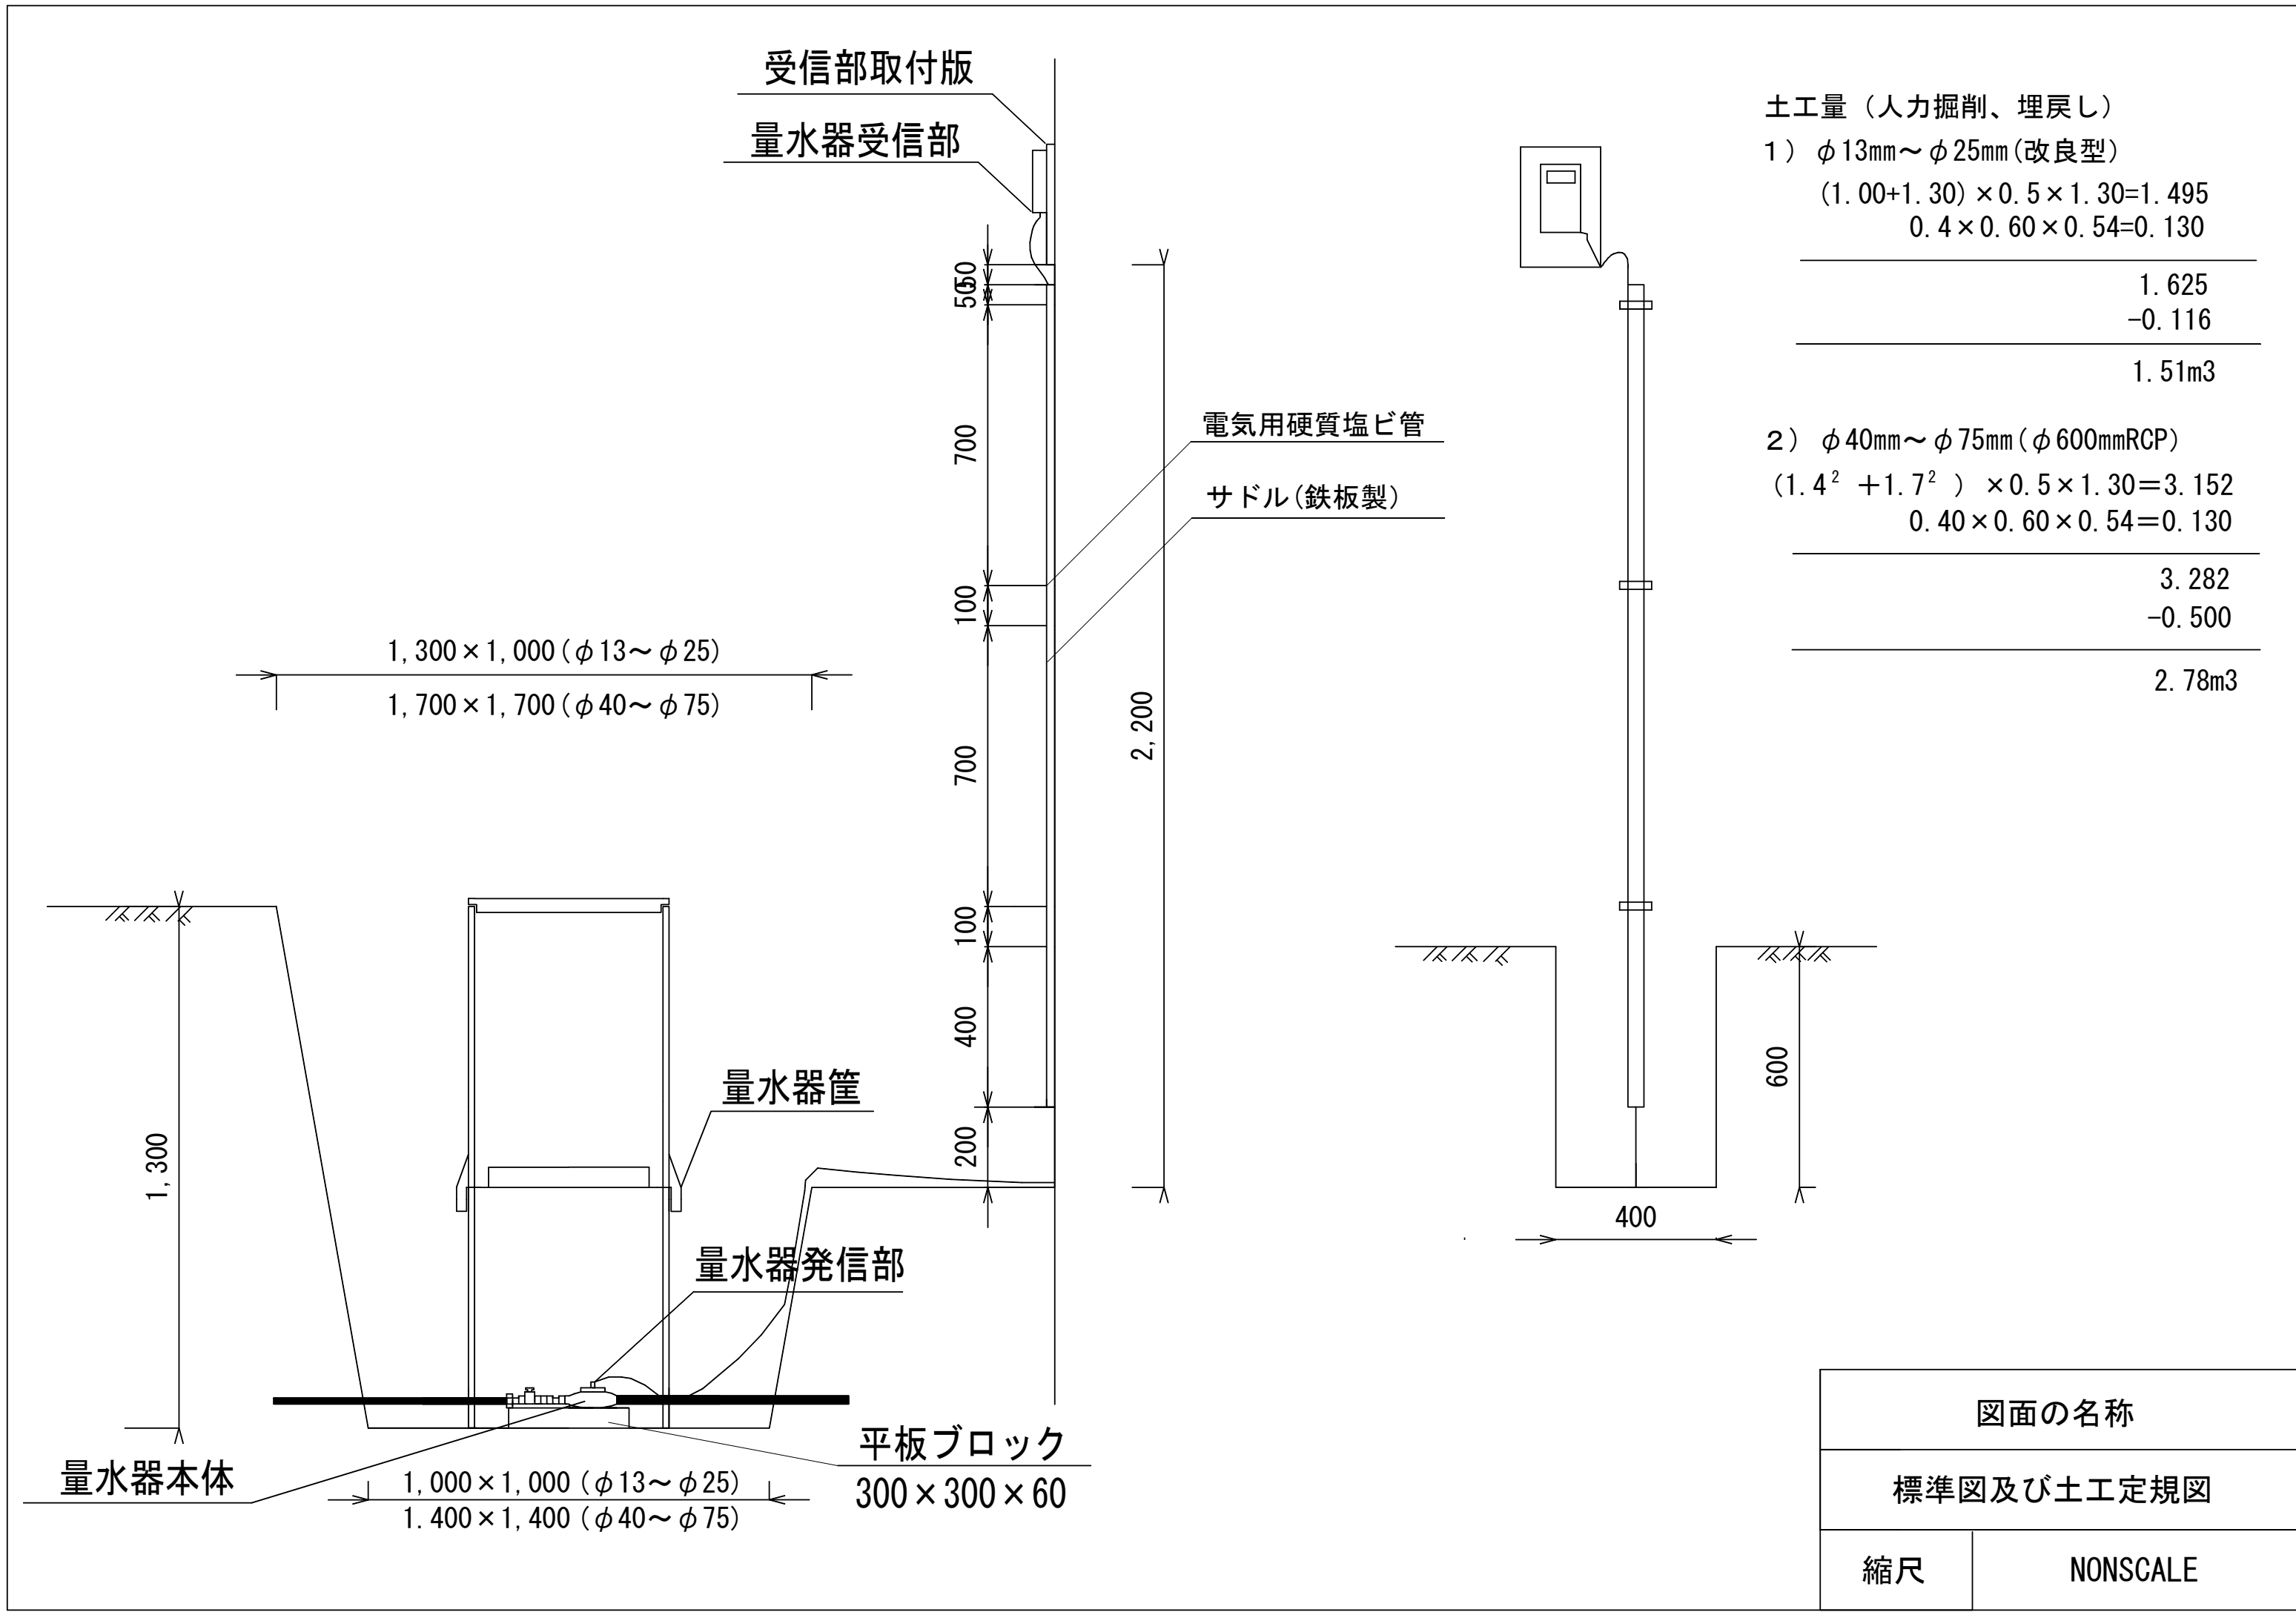 受信部取付版
量水器受信部
50
50
700
100
700
100
400
200
2,200
電気用硬質塩ビ管
サドル(鉄板製)
1,300×1,000(φ13～φ25)
1,700×1,700(φ40～φ75)
1,300
量水器筐
量水器発信部
量水器本体
平板ブロック
300×300×60
1,000×1,000(φ13～φ25)
1.400×1,400(φ40～φ75)
600
400
土工量（人力掘削、埋戻し）
1） φ13mm～φ25mm(改良型)
(1.00+1.30)×0.5×1.30=1.495
0.4×0.60×0.54=0.130
1.625
-0.116
1.51m3
2） φ40mm～φ75mm(φ600mmRCP)
(1.4² ＋1.7² ) ×0.5×1.30＝3.152
0.40×0.60×0.54＝0.130
3.282
-0.500
2.78m3
図面の名称
標準図及び土工定規図
縮尺 NONSCALE